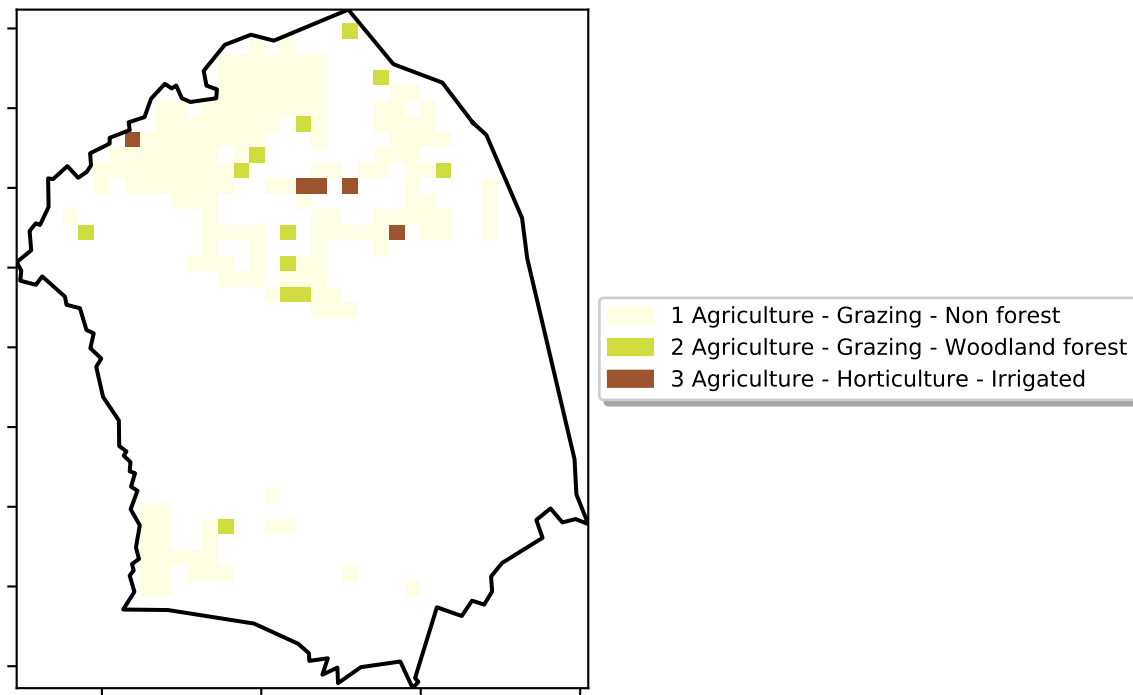 1 Agriculture - Grazing - Non forest
2 Agriculture - Grazing - Woodland forest
3 Agriculture - Horticulture - Irrigated